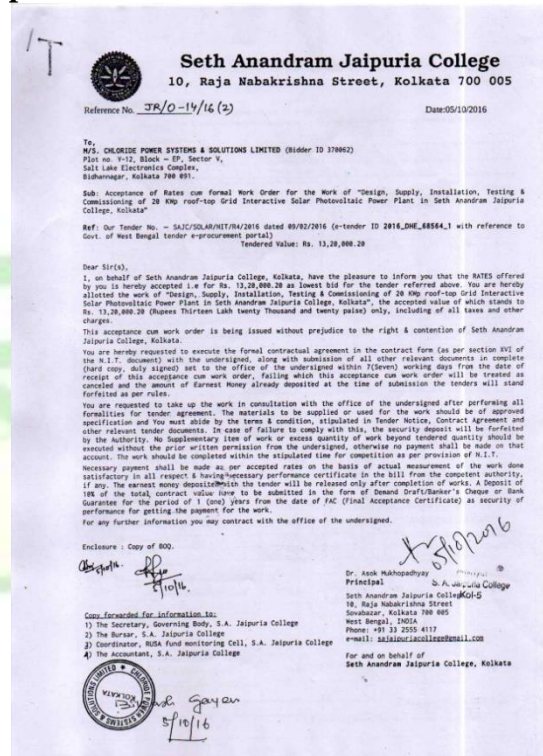 IT
Seth Anandram Jaipuria College
10, Raja Nabakrishna Street, Kolkata 700 005
Reference No. JR/O-14/16 (2) Date:05/10/2016
To,
M/S. CHLORIDE POWER SYSTEMS & SOLUTIONS LIMITED (Bidder ID 370062)
Plot no. Y-12, Block – EP, Sector V,
Salt Lake Electronics Complex,
Bidhannagar, Kolkata 700 091.
Sub: Acceptance of Rates cum formal Work Order for the Work of "Design, Supply, Installation, Testing &
Commissioning of 20 KWp roof-top Grid Interactive Solar Photovoltaic Power Plant in Seth Anandram Jaipuria
College, Kolkata"
Ref: Our Tender No. – SAJC/SOLAR/NIT/R4/2016 dated 09/02/2016 (e-tender ID 2016_DHE_68564_1 with reference to
Govt. of West Bengal tender e-procurement portal)
Tendered Value: Rs. 13,20,000.20
Dear Sir(s),
I, on behalf of Seth Anandram Jaipuria College, Kolkata, have the pleasure to inform you that the RATES offered
by you is hereby accepted i.e for Rs. 13,20,000.20 as lowest bid for the tender referred above. You are hereby
allotted the work of "Design, Supply, Installation, Testing & Commissioning of 20 KWp roof-top Grid Interactive
Solar Photovoltaic Power Plant in Seth Anandram Jaipuria College, Kolkata", the accepted value of which stands to
Rs. 13,20,000.20 (Rupees Thirteen Lakh twenty Thousand and twenty paise) only, including of all taxes and other
charges.
This acceptance cum work order is being issued without prejudice to the right & contention of Seth Anandram
Jaipuria College, Kolkata.
You are hereby requested to execute the formal contractual agreement in the contract form (as per section XVI of
the N.I.T. document) with the undersigned, along with submission of all other relevant documents in complete
(hard copy, duly signed) set to the office of the undersigned within 7(Seven) working days from the date of
receipt of this acceptance cum work order, failing which this acceptance cum work order will be treated as
canceled and the amount of Earnest Money already deposited at the time of submission the tenders will stand
forfeited as per rules.
You are requested to take up the work in consultation with the office of the undersigned after performing all
formalities for tender agreement. The materials to be supplied or used for the work should be of approved
specification and You must abide by the terms & condition, stipulated in Tender Notice, Contract Agreement and
other relevant tender documents. In case of failure to comply with this, the security deposit will be forfeited
by the Authority. No Supplementary item of work or excess quantity of work beyond tendered quantity should be
executed without the prior written permission from the undersigned, otherwise no payment shall be made on that
account. The work should be completed within the stipulated time for competition as per provision of N.I.T.
Necessary payment shall be made as per accepted rates on the basis of actual measurement of the work done
satisfactory in all respect & having necessary performance certificate in the bill from the competent authority
if any. The earnest money deposited with the tender will be released only after completion of works. A Deposit of
10% of the total contract value have to be submitted in the form of Demand Draft/Banker's Cheque or Bank
Guarantee for the period of 1 (one) years from the date of FAC (Final Acceptance Certificate) as security of
performance for getting the payment for the work.
For any further information you may contract with the office of the undersigned.
Enclosure : Copy of BOQ.
5/10/2016
5/10/16.
Dr. Asok Mukhopadhyay
Principal
Principal
S. A. Jaipuria College
Kol-5
Seth Anandram Jaipuria College
10, Raja Nabakrishna Street
Sovabazar, Kolkata 700 005
West Bengal, INDIA
Phone: +91 33 2555 4117
e-mail: sajaipuriacollege@gmail.com
For and on behalf of
Seth Anandram Jaipuria College, Kolkata
Copy forwarded for information to:
1) The Secretary, Governing Body, S.A. Jaipuria College
2) The Bursar, S.A. Jaipuria College
3) Coordinator, RUSA fund monitoring Cell, S.A. Jaipuria College
4) The Accountant, S.A. Jaipuria College
CHLORIDE POWER SYSTEMS & SOLUTIONS LIMITED
KOLKATA
Gayen
5/10/16